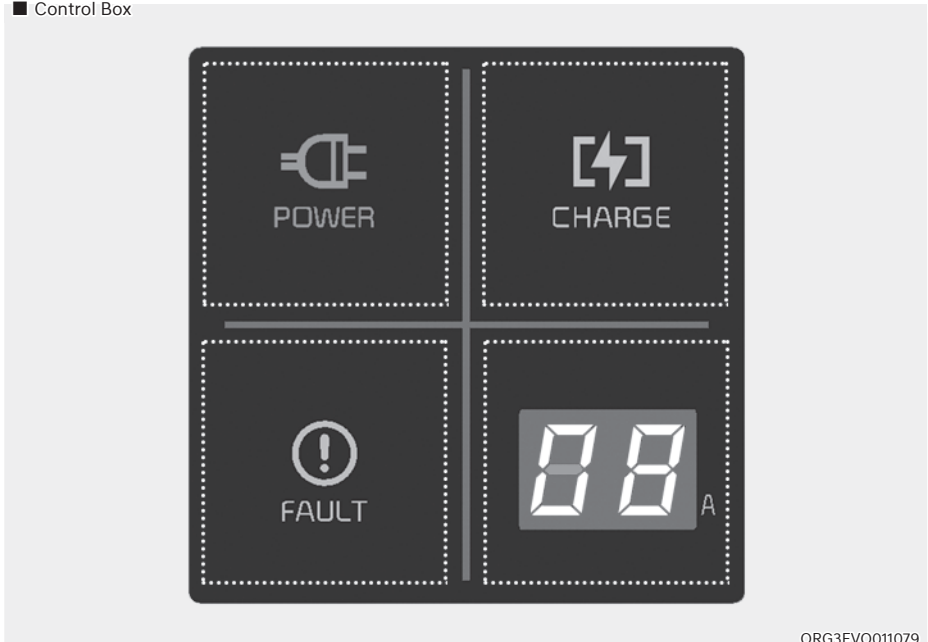 ■ Control Box
POWER
CHARGE
FAULT
08 A
ORG3EVQ011079